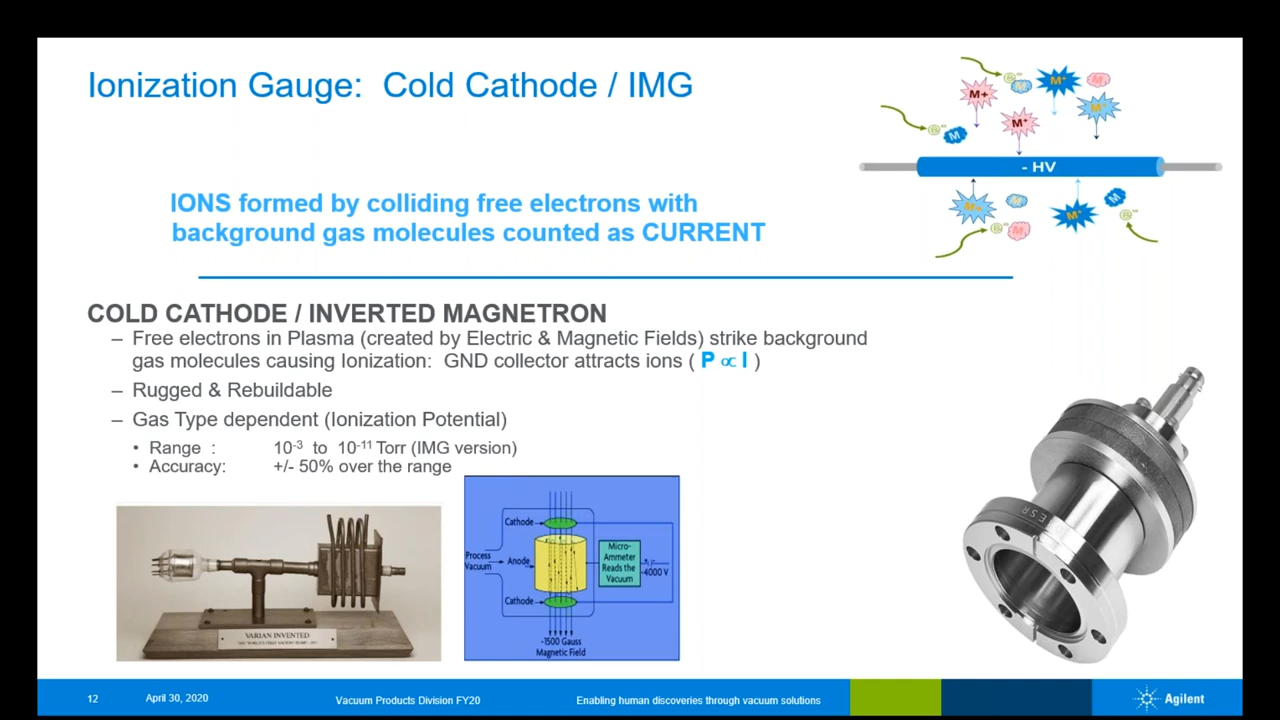 Ionization Gauge: Cold Cathode / IMG
IONS formed by colliding free electrons with
background gas molecules counted as CURRENT
M+
M+
M
M+
- HV
M+
M
COLD CATHODE / INVERTED MAGNETRON
– Free electrons in Plasma (created by Electric & Magnetic Fields) strike background
gas molecules causing Ionization: GND collector attracts ions ( P ∝ I )
– Rugged & Rebuildable
– Gas Type dependent (Ionization Potential)
• Range : 10⁻³ to 10⁻¹¹ Torr (IMG version)
• Accuracy: +/- 50% over the range
VARIAN INVENTED
Cathode
Process
Vacuum
Anode
Cathode
Micro-
Ammeter
Reads the
Vacuum
~4000 V
~1500 Gauss
Magnetic Field
12
April 30, 2020
Vacuum Products Division FY20
Enabling human discoveries through vacuum solutions
Agilent